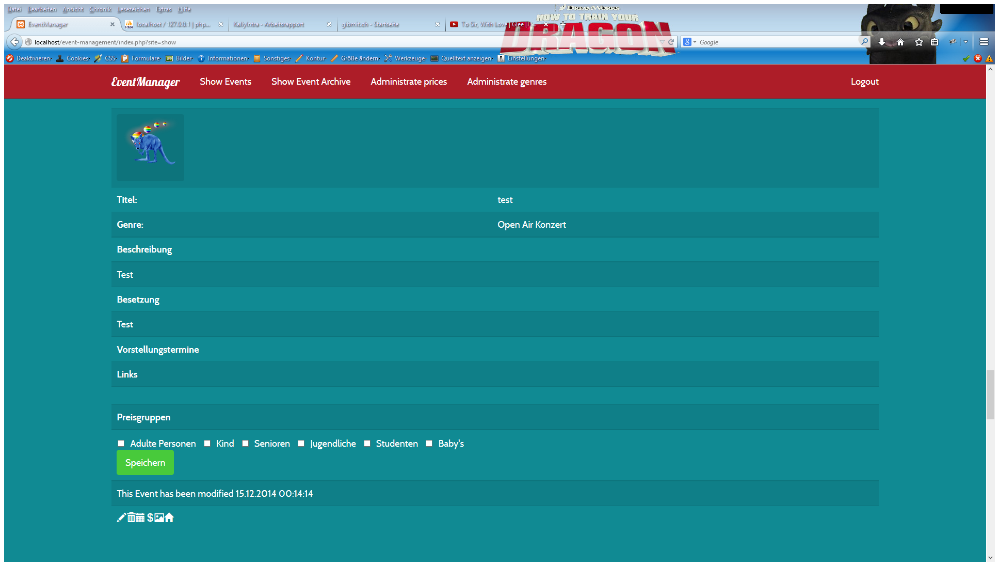 Datei Bearbeiten Ansicht Chronik Lesezeichen Extras Hilfe
DREAMWORKS
HOW TO TRAIN YOUR
DRAGON
EventManager
localhost / 127.0.0.1 | php...
KallyIntra - Arbeitsrapport
gibmit.ch - Startseite
To Sir, With Love | Glee [H...
localhost/event-management/index.php?site=show
Google
Deaktivieren Cookies CSS Formulare Bilder Informationen Sonstiges Kontur Größe ändern Werkzeuge Quelltext anzeigen Einstellungen
EventManager Show Events Show Event Archive Administrate prices Administrate genres Logout
Titel: test
Genre: Open Air Konzert
Beschreibung
Test
Besetzung
Test
Vorstellungstermine
Links
Preisgruppen
Adulte Personen Kind Senioren Jugendliche Studenten Baby's
Speichern
This Event has been modified 15.12.2014 00:14:14